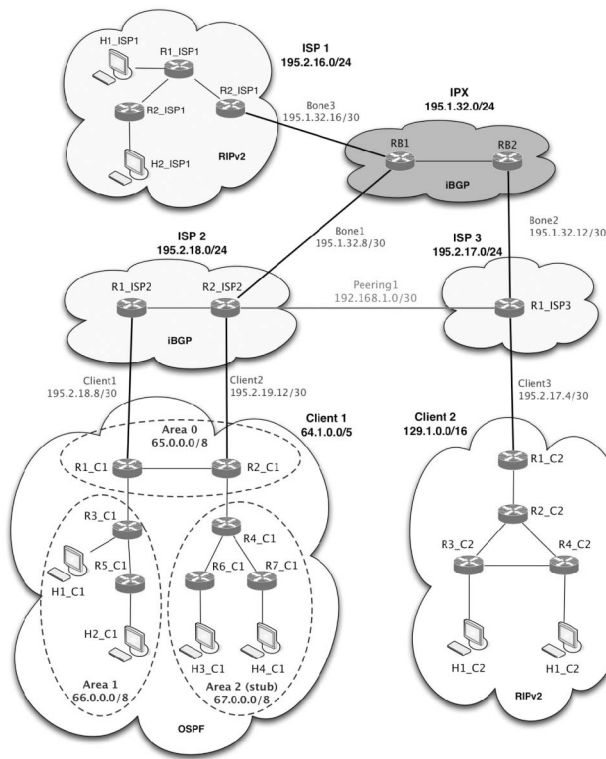 ISP 1
195.2.16.0/24
H1_ISP1
R1_ISP1
R2_ISP1
R2_ISP1
H2_ISP1
RIPv2
Bone3
195.1.32.16/30
IPX
195.1.32.0/24
RB1
RB2
iBGP
Bone1
195.1.32.8/30
Bone2
195.1.32.12/30
ISP 2
195.2.18.0/24
R1_ISP2
R2_ISP2
iBGP
Peering1
192.168.1.0/30
ISP 3
195.2.17.0/24
R1_ISP3
Client1
195.2.18.8/30
Client2
195.2.19.12/30
Client3
195.2.17.4/30
Client 1
64.1.0.0/5
Area 0
65.0.0.0/8
R1_C1
R2_C1
R3_C1
R5_C1
H1_C1
H2_C1
Area 1
66.0.0.0/8
R4_C1
R6_C1
R7_C1
H3_C1
H4_C1
Area 2 (stub)
67.0.0.0/8
OSPF
Client 2
129.1.0.0/16
R1_C2
R2_C2
R3_C2
R4_C2
H1_C2
H1_C2
RIPv2